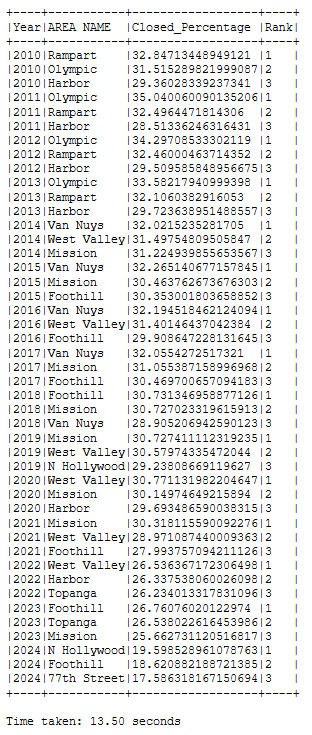 +----+-----------+------------------+----+
|Year|AREA NAME  |Closed_Percentage |Rank|
+----+-----------+------------------+----+
|2010|Rampart    |32.84713448949121 |1   |
|2010|Olympic    |31.515289821999087|2   |
|2010|Harbor     |29.36028339237341 |3   |
|2011|Olympic    |35.040060090135206|1   |
|2011|Rampart    |32.4964471814306  |2   |
|2011|Harbor     |28.51336246316431 |3   |
|2012|Olympic    |34.29708533302119 |1   |
|2012|Rampart    |32.46000463714352 |2   |
|2012|Harbor     |29.509585848956675|3   |
|2013|Olympic    |33.58217940999398 |1   |
|2013|Rampart    |32.1060382916053  |2   |
|2013|Harbor     |29.723638951488557|3   |
|2014|Van Nuys   |32.0215235281705  |1   |
|2014|West Valley|31.49754809505847 |2   |
|2014|Mission    |31.224939855653567|3   |
|2015|Van Nuys   |32.265140677157845|1   |
|2015|Mission    |30.463762673676303|2   |
|2015|Foothill   |30.353001803658852|3   |
|2016|Van Nuys   |32.194518462124094|1   |
|2016|West Valley|31.40146437042384 |2   |
|2016|Foothill   |29.908647228131645|3   |
|2017|Van Nuys   |32.0554272517321  |1   |
|2017|Mission    |31.055387158996968|2   |
|2017|Foothill   |30.469700657094183|3   |
|2018|Foothill   |30.731346958877126|1   |
|2018|Mission    |30.727023319615913|2   |
|2018|Van Nuys   |28.905206942590123|3   |
|2019|Mission    |30.727411112319235|1   |
|2019|West Valley|30.57974335472044 |2   |
|2019|N Hollywood|29.23808669119627 |3   |
|2020|West Valley|30.771131982204647|1   |
|2020|Mission    |30.14974649215894 |2   |
|2020|Harbor     |29.693486590038315|3   |
|2021|Mission    |30.318115590092276|1   |
|2021|West Valley|28.971087440009363|2   |
|2021|Foothill   |27.993757094211126|3   |
|2022|West Valley|26.536367172306498|1   |
|2022|Harbor     |26.337538060026098|2   |
|2022|Topanga    |26.234013317831096|3   |
|2023|Foothill   |26.76076020122974 |1   |
|2023|Topanga    |26.538022616453986|2   |
|2023|Mission    |25.662731120516817|3   |
|2024|N Hollywood|19.598528961078763|1   |
|2024|Foothill   |18.620882188721385|2   |
|2024|77th Street|17.586318167150694|3   |
+----+-----------+------------------+----+
Time taken: 13.50 seconds